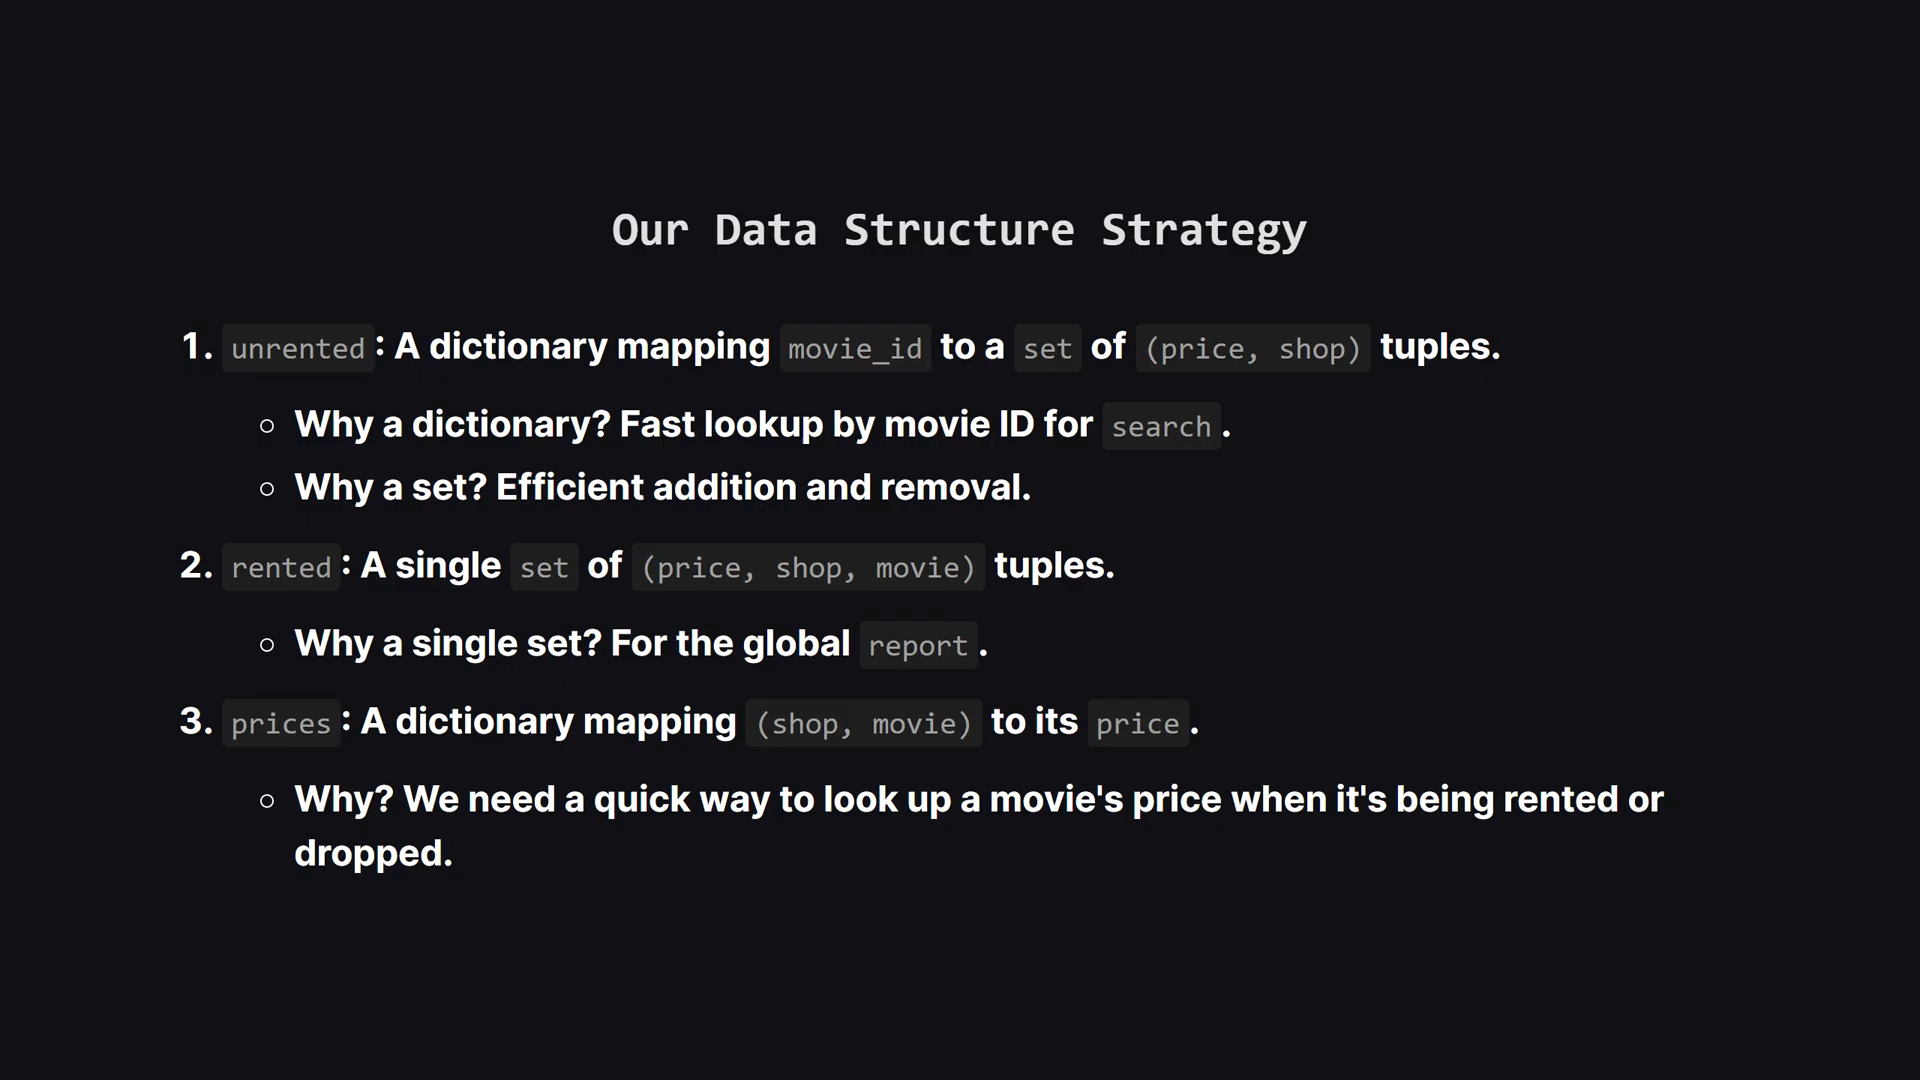 Our Data Structure Strategy
1. unrented: A dictionary mapping movie_id to a set of (price, shop) tuples.
○ Why a dictionary? Fast lookup by movie ID for search.
○ Why a set? Efficient addition and removal.
2. rented: A single set of (price, shop, movie) tuples.
○ Why a single set? For the global report.
3. prices: A dictionary mapping (shop, movie) to its price.
○ Why? We need a quick way to look up a movie's price when it's being rented or
dropped.